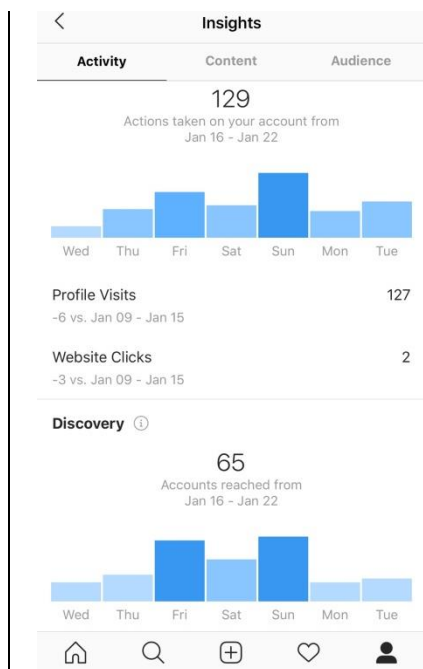 Insights
Activity Content Audience
129
Actions taken on your account from
Jan 16 - Jan 22
Wed Thu Fri Sat Sun Mon Tue
Profile Visits 127
-6 vs. Jan 09 - Jan 15
Website Clicks 2
-3 vs. Jan 09 - Jan 15
Discovery
65
Accounts reached from
Jan 16 - Jan 22
Wed Thu Fri Sat Sun Mon Tue